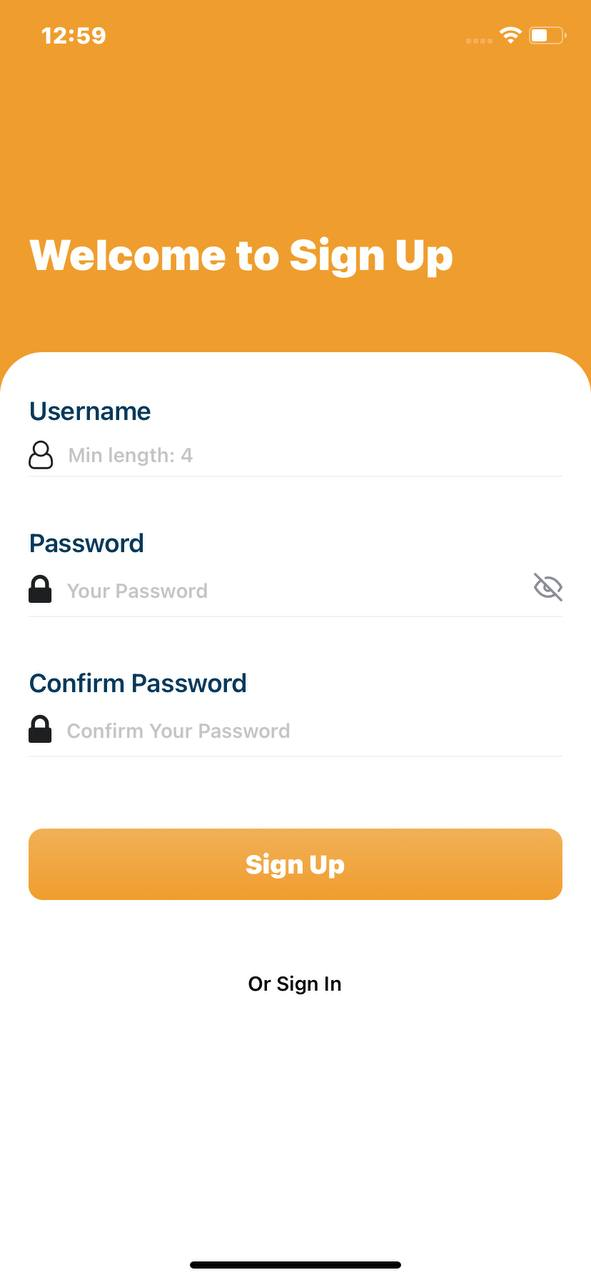 12:59
Welcome to Sign Up
Username
Min length: 4
Password
Your Password
Confirm Password
Confirm Your Password
Sign Up
Or Sign In